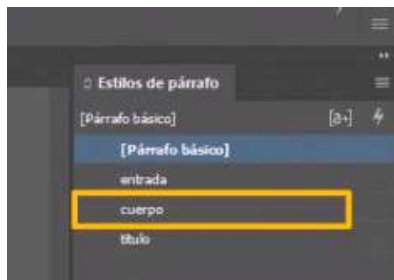 Estilos de párrafo
[Párrafo básico] [a+]
[Párrafo básico]
entrada
cuerpo
título